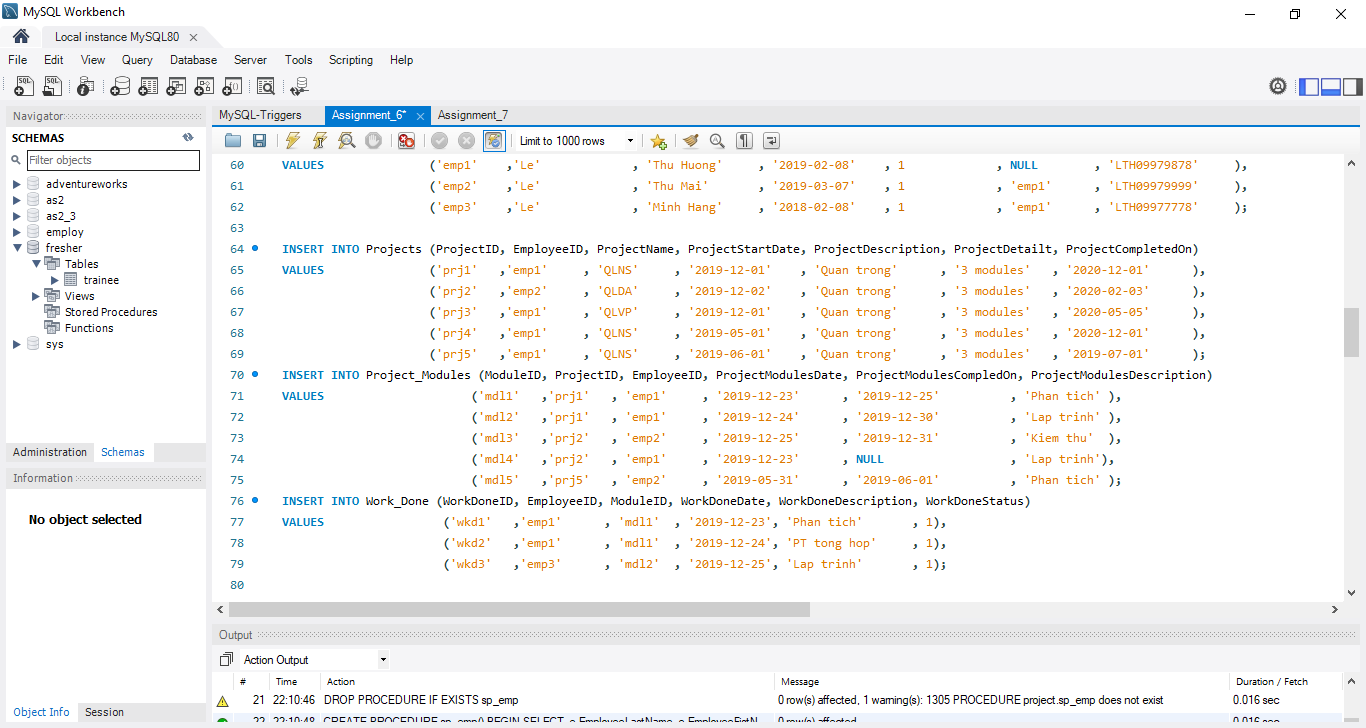 MySQL Workbench
Local instance MySQL80
File Edit View Query Database Server Tools Scripting Help
Navigator
SCHEMAS
Filter objects
adventureworks
as2
as2_3
employ
fresher
Tables
trainee
Views
Stored Procedures
Functions
sys
Administration Schemas
Information
No object selected
Object Info Session
MySQL-Triggers Assignment_6* Assignment_7
Limit to 1000 rows
60 VALUES ('emp1' ,'Le' , 'Thu Huong' , '2019-02-08' , 1 , NULL , 'LTH09979878' ),
61 ('emp2' ,'Le' , 'Thu Mai' , '2019-03-07' , 1 , 'emp1' , 'LTH09979999' ),
62 ('emp3' ,'Le' , 'Minh Hang' , '2018-02-08' , 1 , 'emp1' , 'LTH09977778' );
63
64 INSERT INTO Projects (ProjectID, EmployeeID, ProjectName, ProjectStartDate, ProjectDescription, ProjectDetailt, ProjectCompletedOn)
65 VALUES ('prj1' ,'emp1' , 'QLNS' , '2019-12-01' , 'Quan trong' , '3 modules' , '2020-12-01' ),
66 ('prj2' ,'emp2' , 'QLDA' , '2019-12-02' , 'Quan trong' , '3 modules' , '2020-02-03' ),
67 ('prj3' ,'emp1' , 'QLVP' , '2019-12-01' , 'Quan trong' , '3 modules' , '2020-05-05' ),
68 ('prj4' ,'emp1' , 'QLNS' , '2019-05-01' , 'Quan trong' , '3 modules' , '2020-12-01' ),
69 ('prj5' ,'emp1' , 'QLNS' , '2019-06-01' , 'Quan trong' , '3 modules' , '2019-07-01' );
70 INSERT INTO Project_Modules (ModuleID, ProjectID, EmployeeID, ProjectModulesDate, ProjectModulesCompledOn, ProjectModulesDescription)
71 VALUES ('mdl1' ,'prj1' , 'emp1' , '2019-12-23' , '2019-12-25' , 'Phan tich' ),
72 ('mdl2' ,'prj1' , 'emp1' , '2019-12-24' , '2019-12-30' , 'Lap trinh' ),
73 ('mdl3' ,'prj2' , 'emp2' , '2019-12-25' , '2019-12-31' , 'Kiem thu' ),
74 ('mdl4' ,'prj2' , 'emp1' , '2019-12-23' , NULL , 'Lap trinh'),
75 ('mdl5' ,'prj5' , 'emp2' , '2019-05-31' , '2019-06-01' , 'Phan tich' );
76 INSERT INTO Work_Done (WorkDoneID, EmployeeID, ModuleID, WorkDoneDate, WorkDoneDescription, WorkDoneStatus)
77 VALUES ('wkd1' ,'emp1' , 'mdl1' , '2019-12-23', 'Phan tich' , 1),
78 ('wkd2' ,'emp1' , 'mdl1' , '2019-12-24', 'PT tong hop' , 1),
79 ('wkd3' ,'emp3' , 'mdl2' , '2019-12-25', 'Lap trinh' , 1);
80
Output
Action Output
# Time Action Message Duration / Fetch
21 22:10:46 DROP PROCEDURE IF EXISTS sp_emp 0 row(s) affected, 1 warning(s): 1305 PROCEDURE project.sp_emp does not exist 0.016 sec
22 22:10:48 CREATE PROCEDURE sp_emp() BEGIN SELECT 0 row(s) affected 0.016 sec